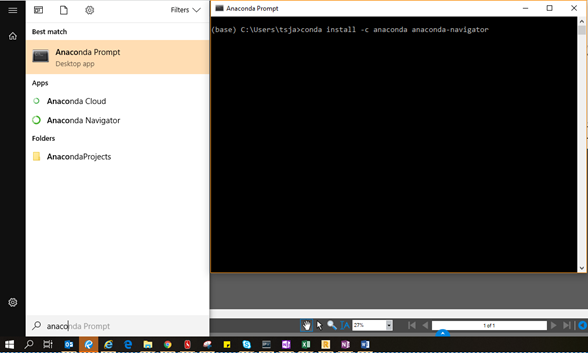 Filters
Best match
Anaconda Prompt
Desktop app
Apps
Anaconda Cloud
Anaconda Navigator
Folders
AnacondaProjects
anaconda Prompt
Anaconda Prompt
(base) C:\Users\tsja>conda install -c anaconda anaconda-navigator
27%
1 of 1